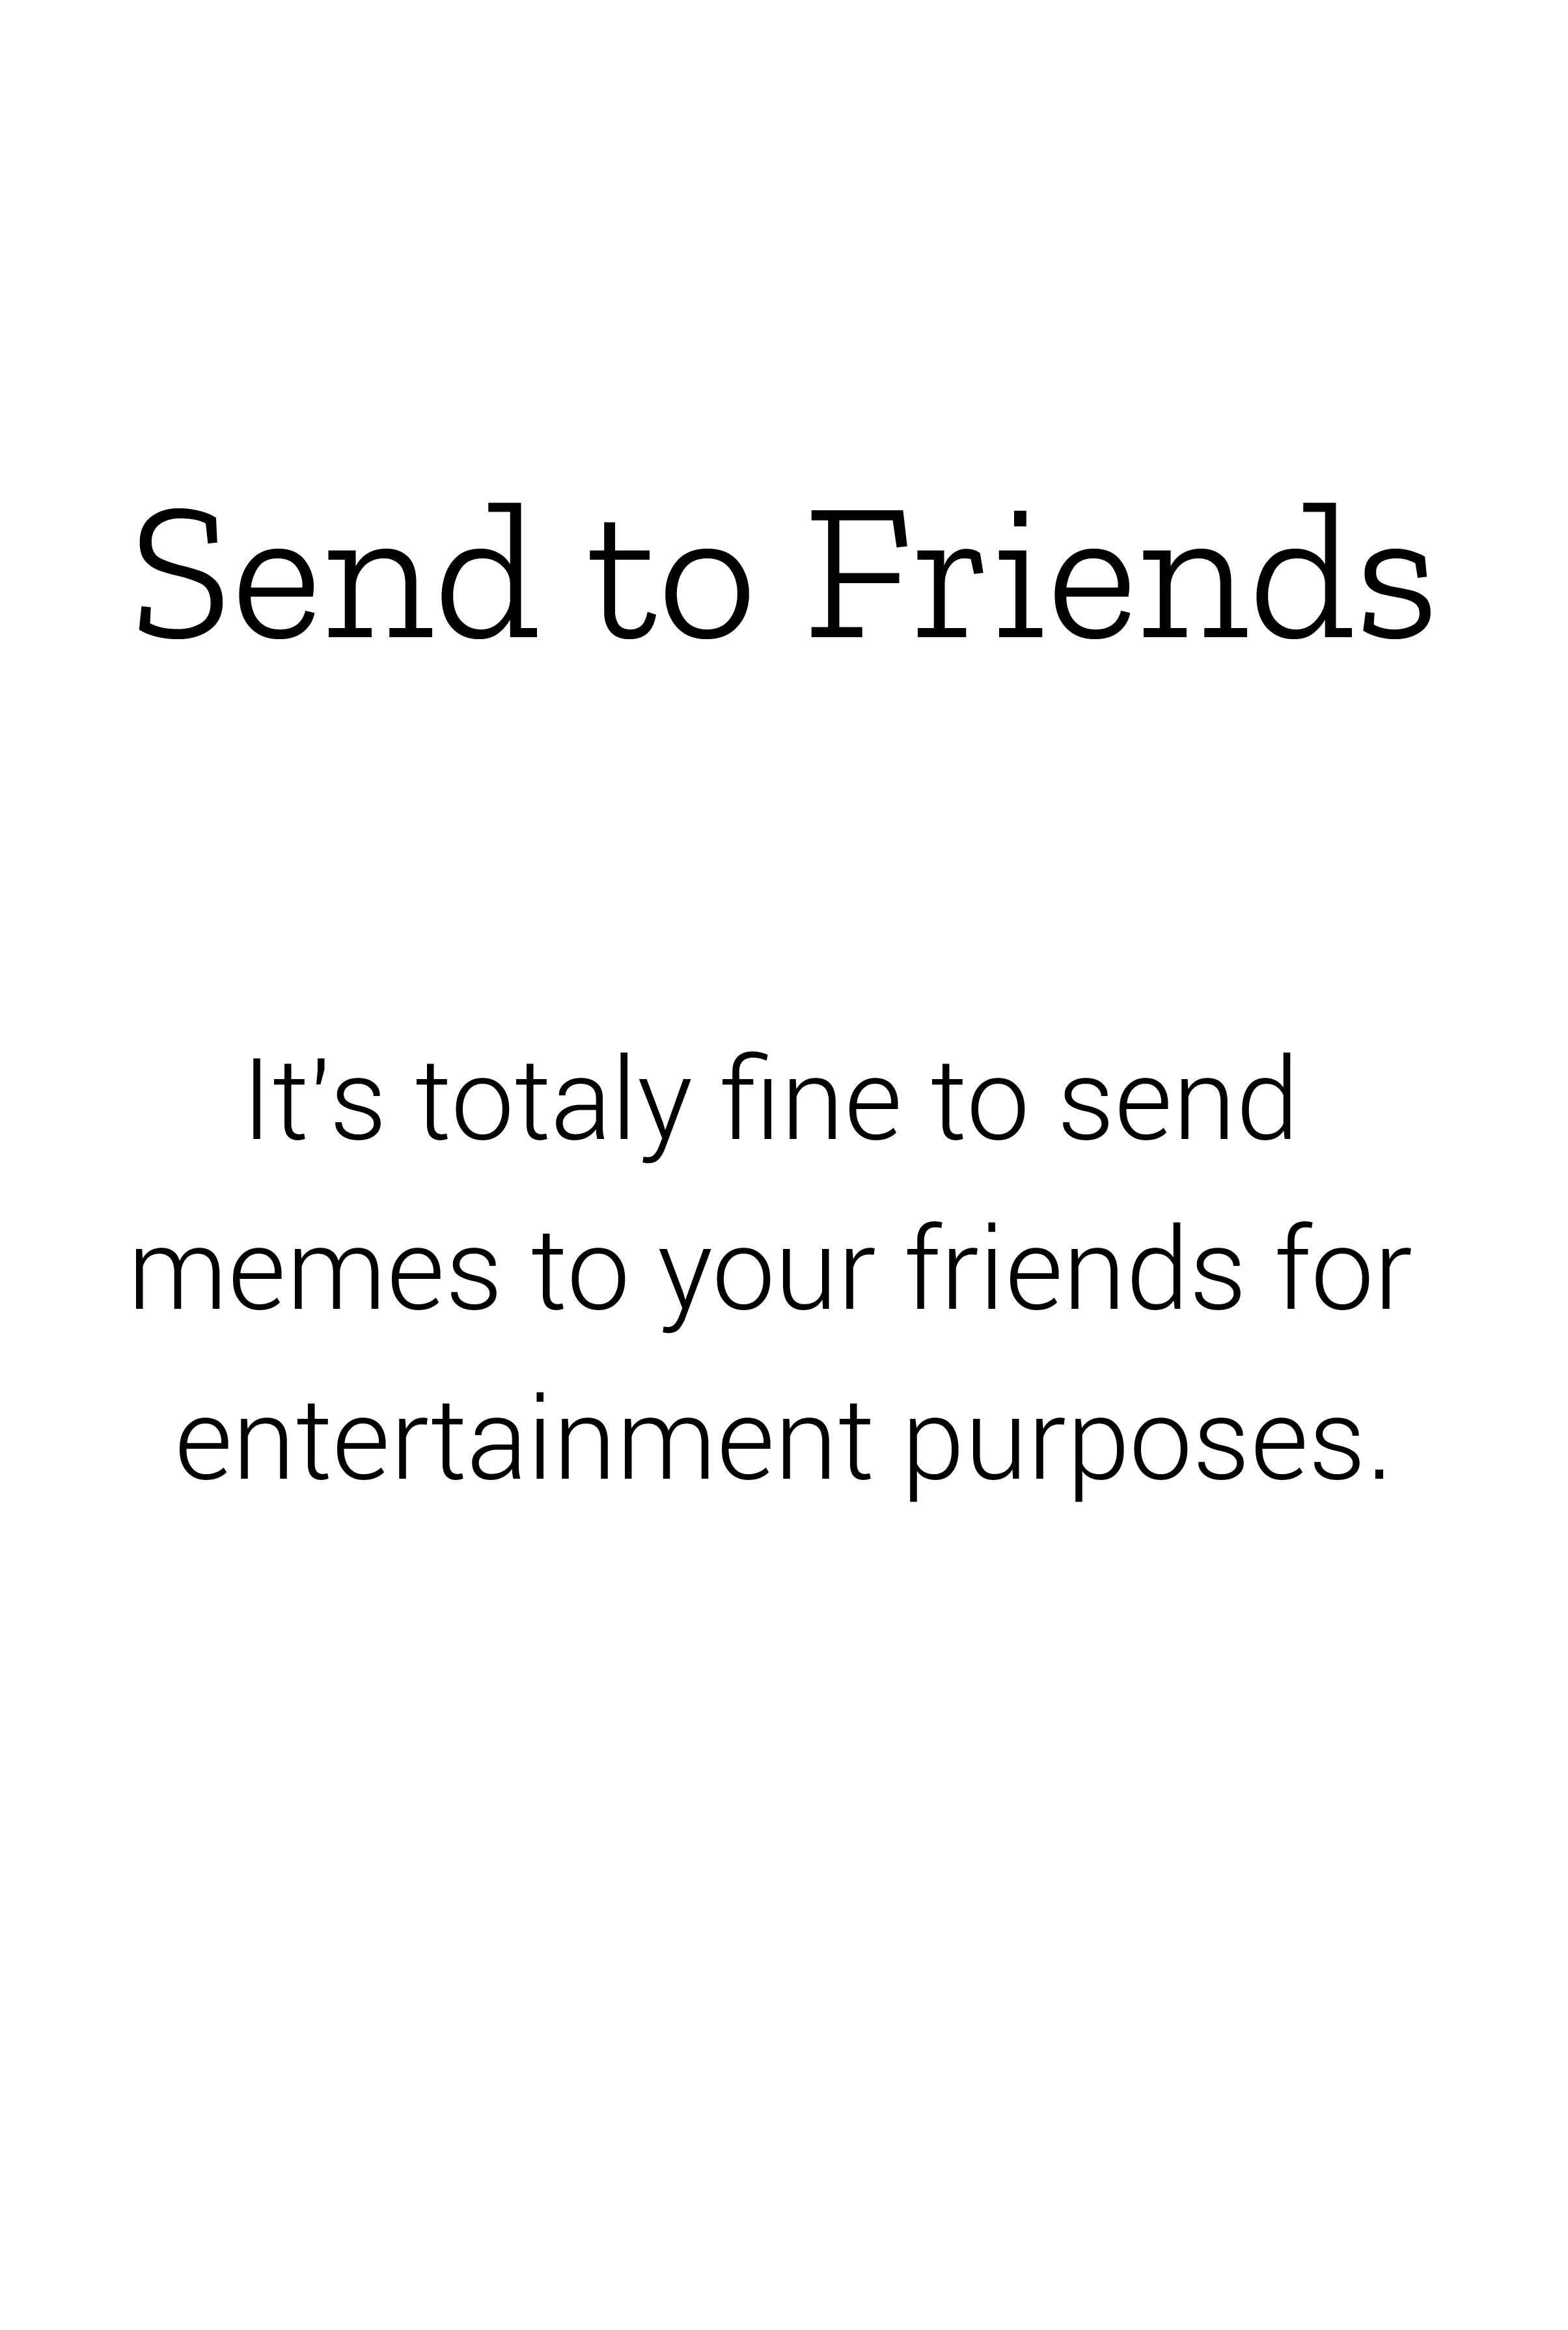 Send to Friends
It's totaly fine to send
memes to your friends for
entertainment purposes.